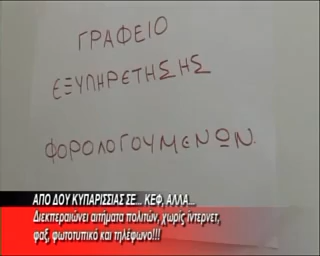 ΓΡΑΦΕΙΟ
ΕΞΥΠΗΡΕΤΗΣΗΣ
ΦΟΡΟΛΟΓΟΥΜΕΝΩΝ.
ΑΠΟ ΔΟΥ ΚΥΠΑΡΙΣΣΙΑΣ ΣΕ... ΚΕΦ, ΑΛΛΑ...
Διεκπεραιώνει αιτήματα πολιτών, χωρίς ίντερνετ,
φαξ, φωτοτυπικό και τηλέφωνο!!!